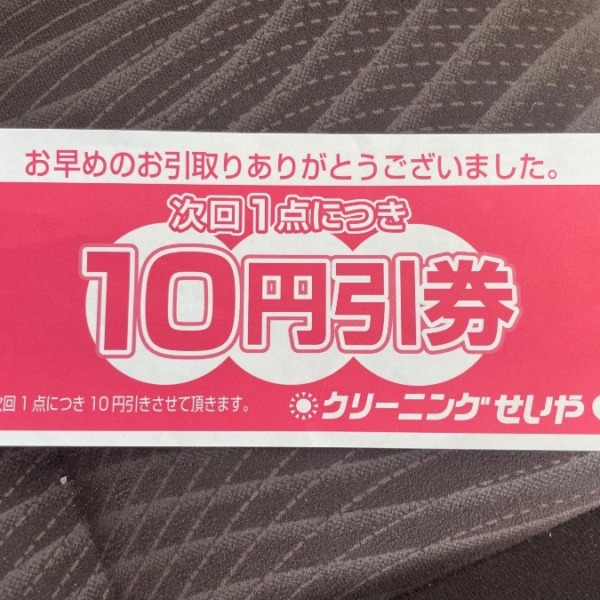 お早めのお引取りありがとうございました。
次回1点につき
10円引券
次回1点につき10円引きさせて頂きます。
クリーニングせいや